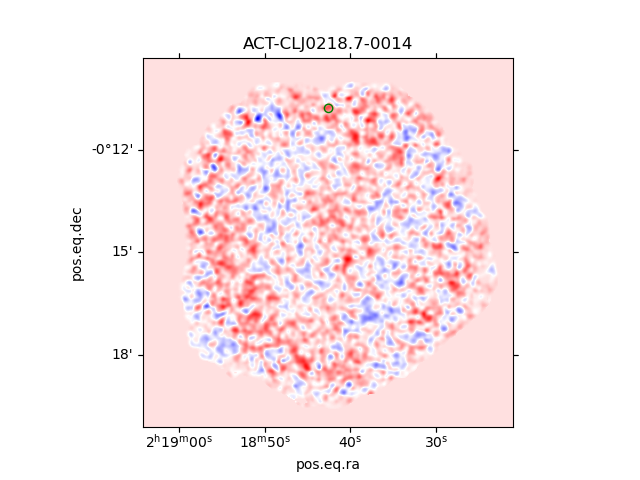 ACT-CLJ0218.7-0014
-0°12'
15'
18'
2ʰ19ᵐ00ˢ 18ᵐ50ˢ 40ˢ 30ˢ
pos.eq.ra
pos.eq.dec